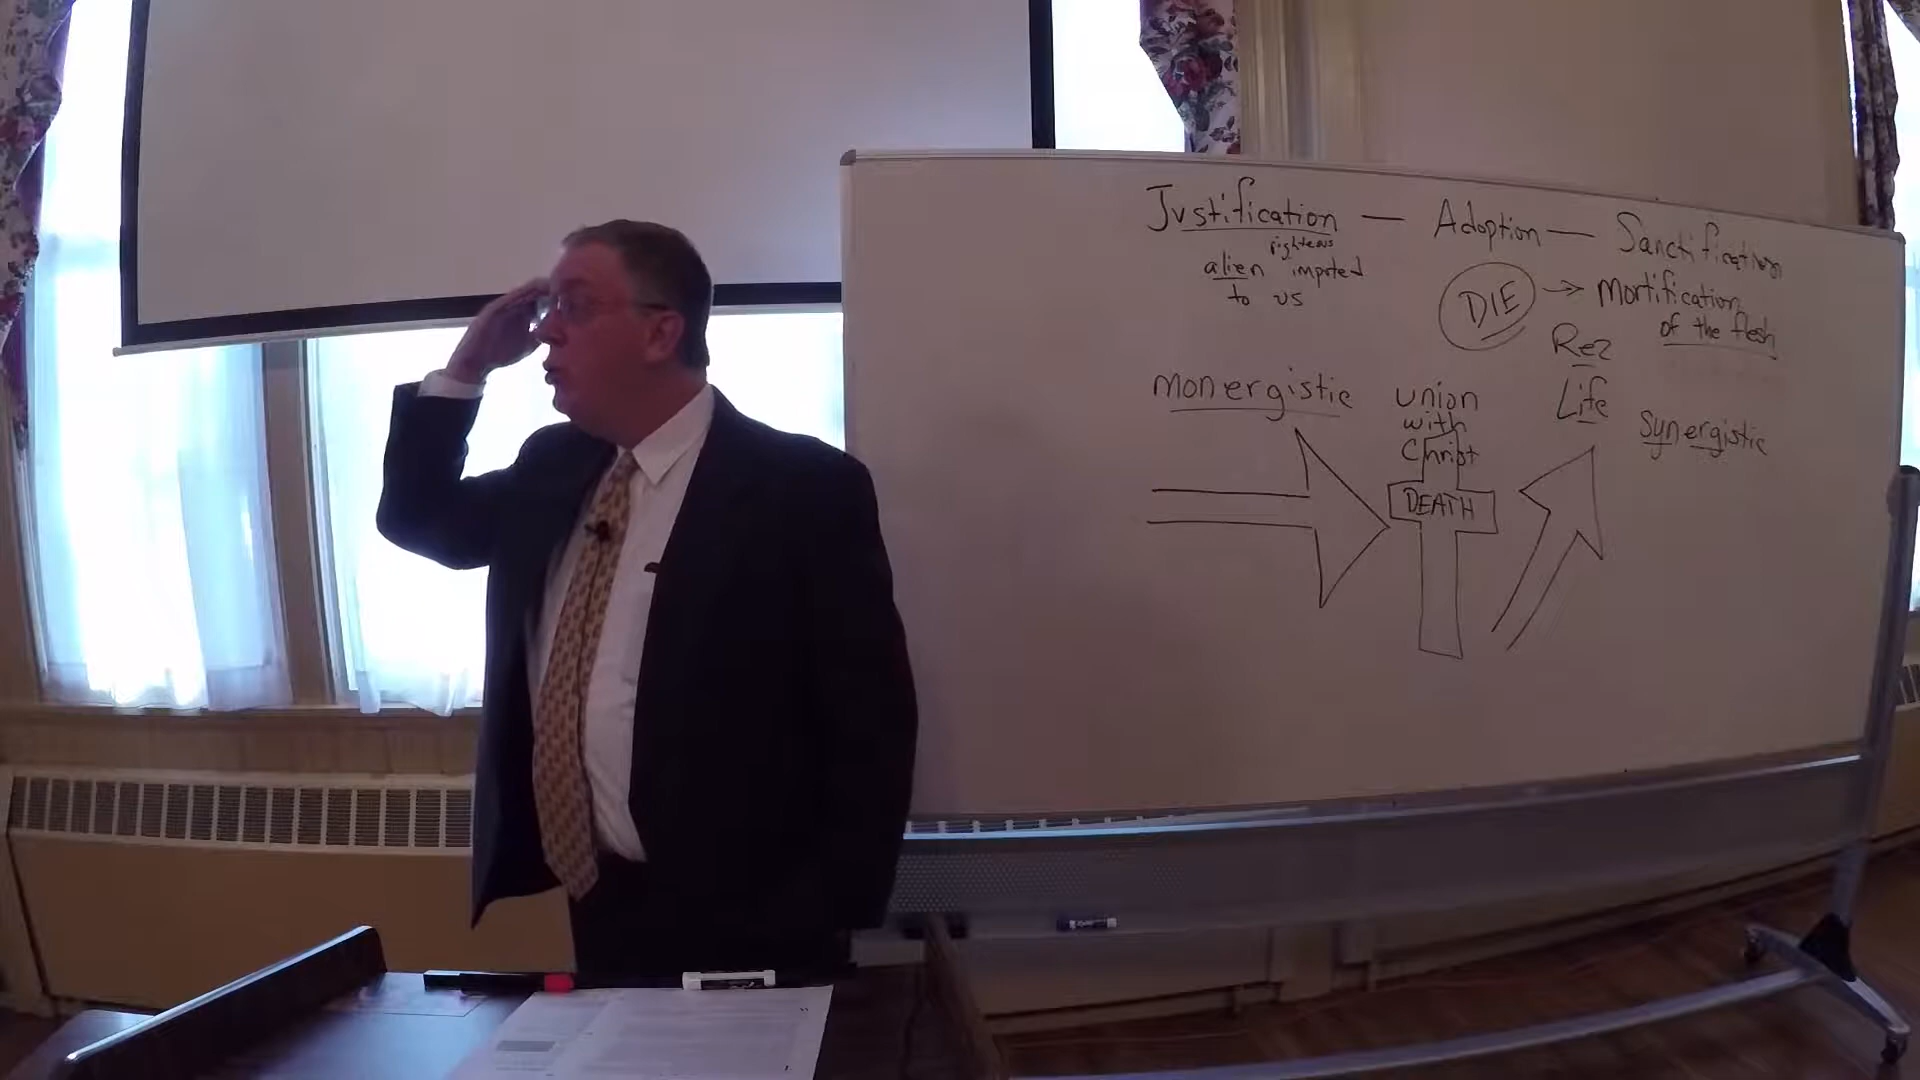 Justification — Adoption — Sanctification
righteous
alien imputed
to us
DIE → Mortification
of the flesh
Rez
Life
monergistic
union
with
Christ
synergistic
DEATH